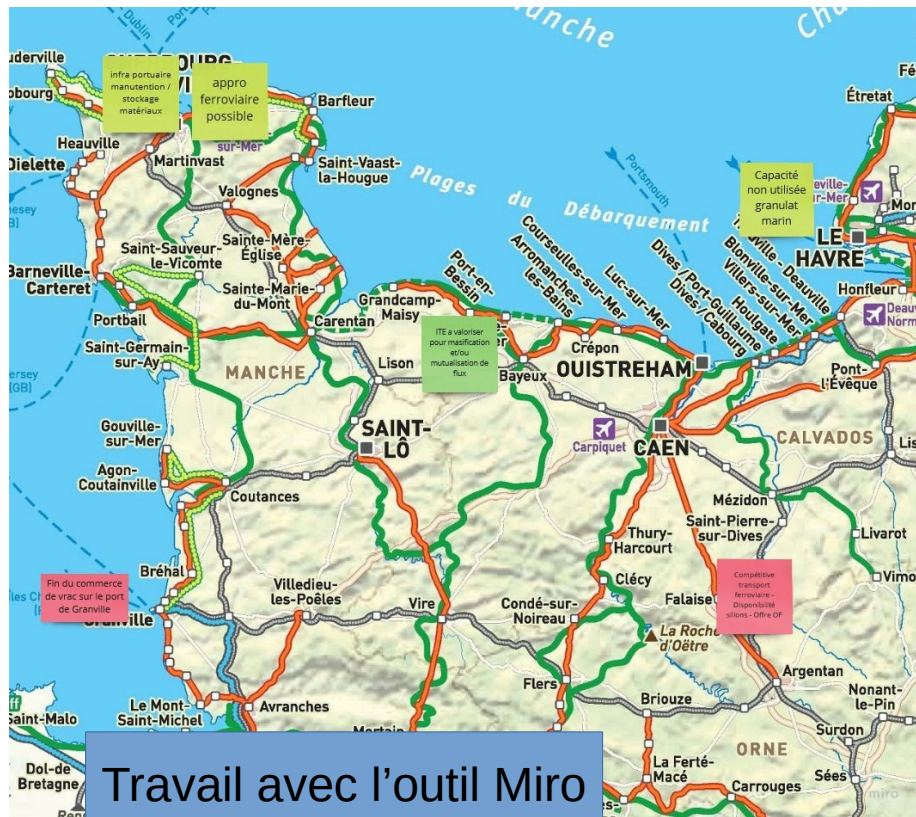 anche
Dublin
uderville
obourg
infra portuaire
manutention /
stockage
matériaux
appro
ferroviaire
possible
sur-Mer
Barfleur
Étretat
Heauville
Dielette
Martinvast
Saint-Vaast-
la-Hougue
Portsmouth
Capacité
non utilisée
granulat
marin
Valognes
Plages du Débarquement
LE
HAVRE
Saint-Sauveur-
le-Vicomte
Sainte-Mère-
Église
Barneville-
Carteret
Sainte-Marie-
du-Mont
Port-en-
Bessin
Arromanches-
les-Bains
Courseulles-sur-Mer
Luc-sur-Mer
Dives /Port-Guillaume
Dives / Cabourg
Houlgate
Villers-sur-Mer
Blonville-sur-Mer
Trouville - Deauville
Honfleur
Grandcamp-
Maisy
Portbail
Carentan
Saint-Germain-
sur-Ay
ITE a valoriser
pour masification
et/ou
mutualisation de
flux
Crépon
Lison
Bayeux
OUISTREHAM
Pont-
l'Évêque
MANCHE
Gouville-
sur-Mer
SAINT-
LÔ
Carpiquet
CAEN
CALVADOS
Agon-
Coutainville
Coutances
Mézidon
Saint-Pierre-
sur-Dives
Livarot
Thury-
Harcourt
Bréhal
Fin du commerce
de vrac sur le port
de Granville
Villedieu-
les-Poêles
Vire
Condé-sur-
Noireau
Clécy
Falaise
Compétitive
transport
ferroviaire -
Disponibilité
sillons - Offre OF
La Roche
d'Oëtre
Flers
Argentan
Briouze
Nonant-
le-Pin
Le Mont-
Saint-Michel
Avranches
Saint-Malo
Surdon
ORNE
Dol-de
Bretagne
La Ferté-
Macé
Carrouges
Sées
Travail avec l'outil Miro
miro